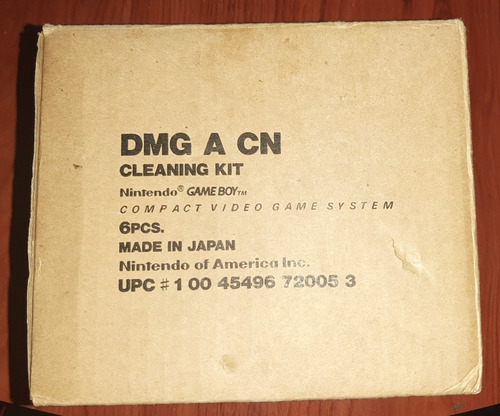 DMG A CN
CLEANING KIT
Nintendo® GAME BOY™
COMPACT VIDEO GAME SYSTEM
6PCS.
MADE IN JAPAN
Nintendo of America Inc.
UPC # 1 00 45496 72005 3